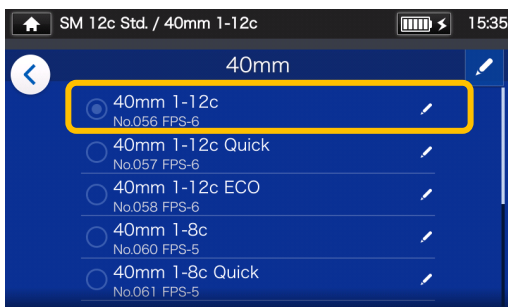 SM 12c Std. / 40mm 1-12c 15:35
40mm
40mm 1-12c
No.056 FPS-6
40mm 1-12c Quick
No.057 FPS-6
40mm 1-12c ECO
No.058 FPS-6
40mm 1-8c
No.060 FPS-5
40mm 1-8c Quick
No.061 FPS-5